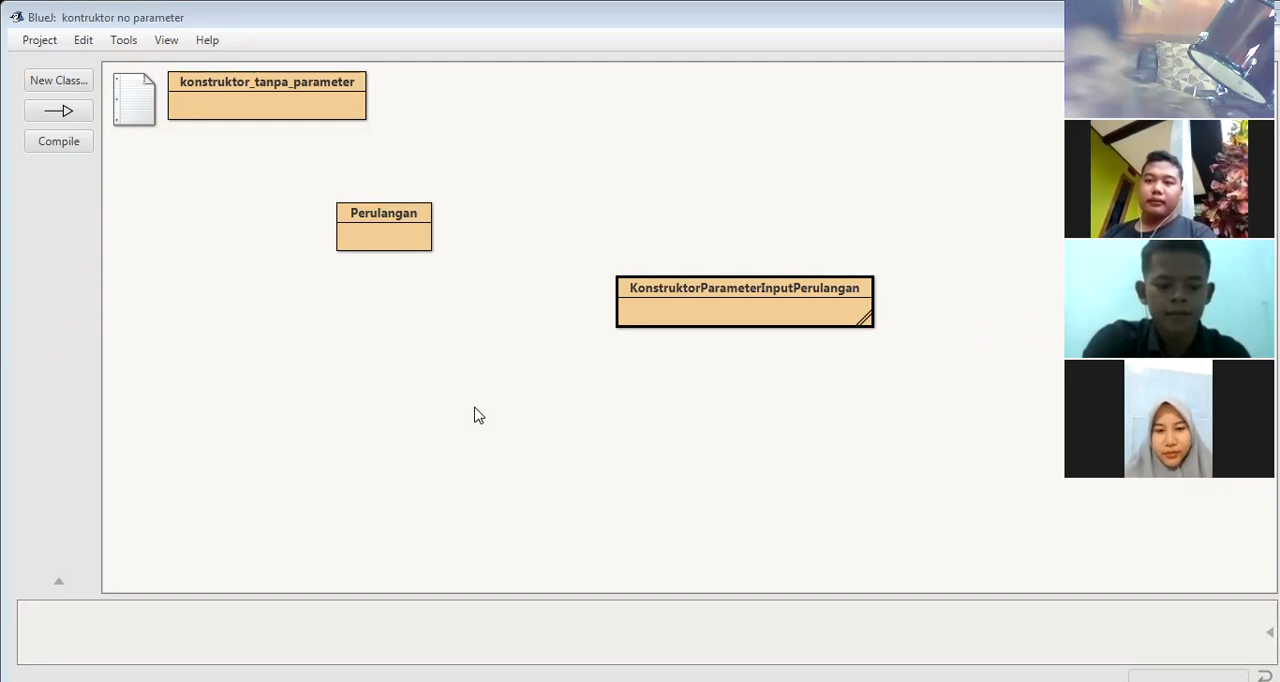 BlueJ: kontruktor no parameter
Project Edit Tools View Help
New Class...
Compile
konstruktor_tanpa_parameter
Perulangan
KonstruktorParameterInputPerulangan